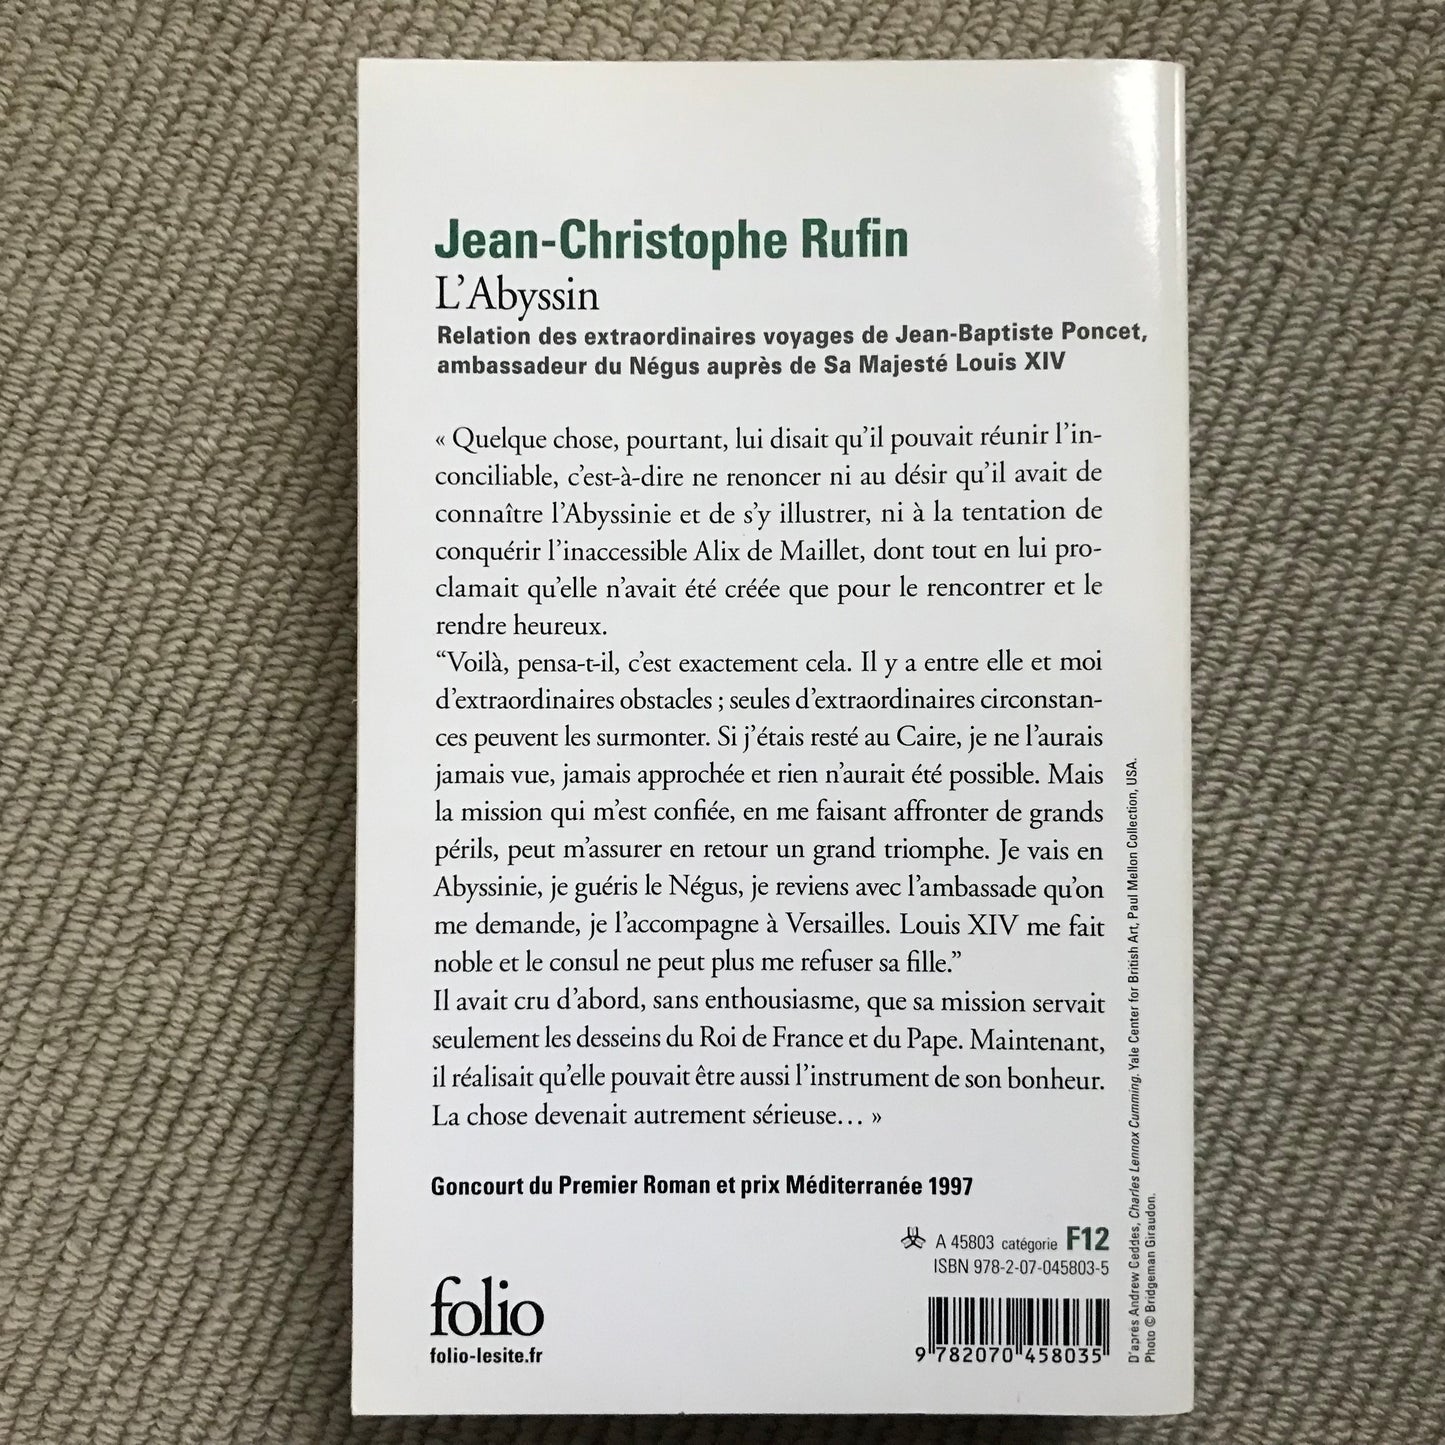 Jean-Christophe Rufin
L’Abyssin
Relation des extraordinaires voyages de Jean-Baptiste Poncet,
ambassadeur du Négus auprès de Sa Majesté Louis XIV
« Quelque chose, pourtant, lui disait qu’il pouvait réunir l’in-
conciliable, c’est-à-dire ne renoncer ni au désir qu’il avait de
connaître l’Abyssinie et de s’y illustrer, ni à la tentation de
conquérir l’inaccessible Alix de Maillet, dont tout en lui pro-
clamait qu’elle n’avait été créée que pour le rencontrer et le
rendre heureux.
“Voilà, pensa-t-il, c’est exactement cela. Il y a entre elle et moi
d’extraordinaires obstacles ; seules d’extraordinaires circonstan-
ces peuvent les surmonter. Si j’étais resté au Caire, je ne l’aurais
jamais vue, jamais approchée et rien n’aurait été possible. Mais
la mission qui m’est confiée, en me faisant affronter de grands
périls, peut m’assurer en retour un grand triomphe. Je vais en
Abyssinie, je guéris le Négus, je reviens avec l’ambassade qu’on
me demande, je l’accompagne à Versailles. Louis XIV me fait
noble et le consul ne peut plus me refuser sa fille.”
Il avait cru d’abord, sans enthousiasme, que sa mission servait
seulement les desseins du Roi de France et du Pape. Maintenant,
il réalisait qu’elle pouvait être aussi l’instrument de son bonheur.
La chose devenait autrement sérieuse… »
Goncourt du Premier Roman et prix Méditerranée 1997
A 45803 catégorie F12
ISBN 978-2-07-045803-5
folio
folio-lesite.fr
9 782070 458035
D’après Andrew Geddes, Charles Lennox Cumming. Yale Center for British Art, Paul Mellon Collection, USA.
Photo © Bridgeman Giraudon.